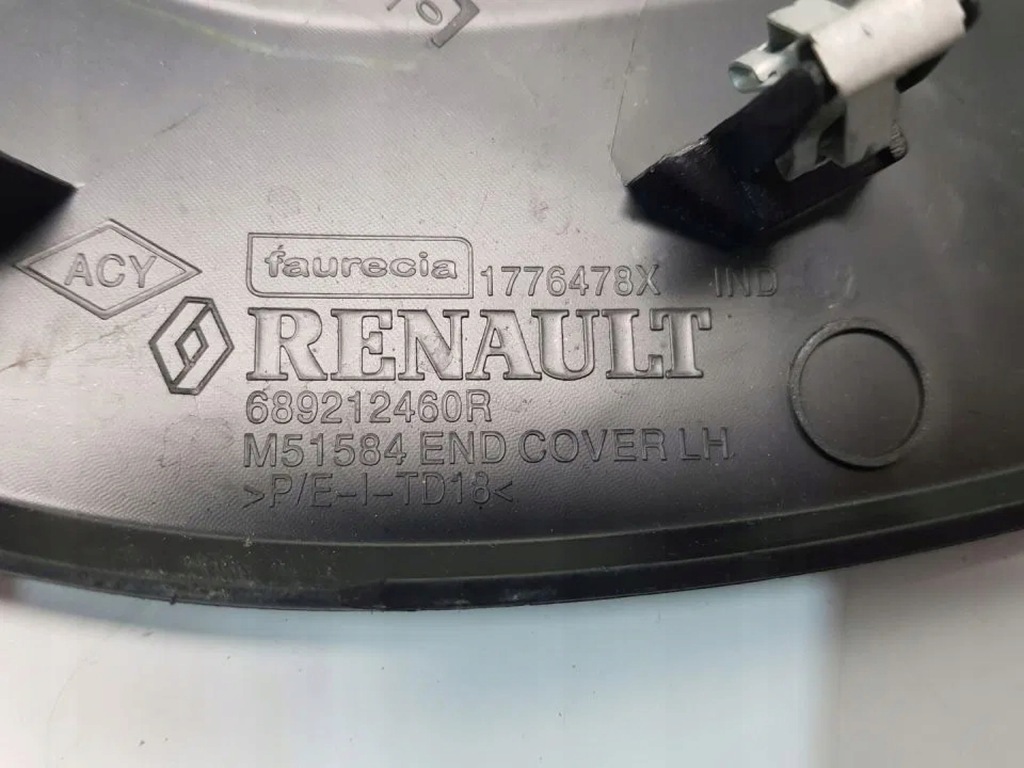 ACY
faurecia 1776478X IND
RENAULT
689212460R
M51584 END COVER LH
>P/E-I-TD18<